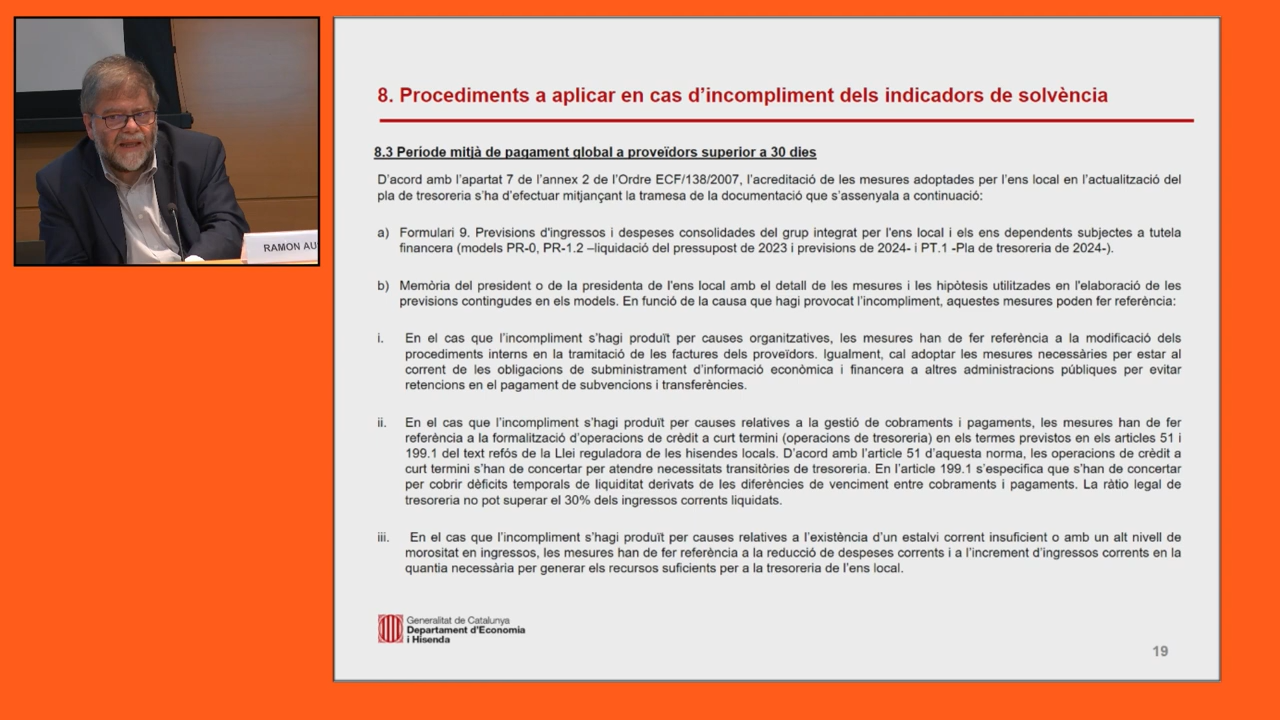 RAMON AU
8. Procediments a aplicar en cas d'incompliment dels indicadors de solvència
8.3 Periode mitjà de pagament global a proveïdors superior a 30 dies
D'acord amb l'apartat 7 de l'annex 2 de l'Ordre ECF/138/2007, l'acreditació de les mesures adoptades per l'ens local en l'actualització del
pla de tresoreria s'ha d'efectuar mitjançant la tramesa de la documentació que s'assenyala a continuació:
a) Formulari 9. Previsions d'ingressos i despeses consolidades del grup integrat per l'ens local i els ens dependents subjectes a tutela
financera (models PR-0, PR-1.2 –liquidació del pressupost de 2023 i previsions de 2024- i PT.1 -Pla de tresoreria de 2024-).
b) Memòria del president o de la presidenta de l'ens local amb el detall de les mesures i les hipòtesis utilitzades en l'elaboració de les
previsions contingudes en els models. En funció de la causa que hagi provocat l'incompliment, aquestes mesures poden fer referència:
i. En el cas que l'incompliment s'hagi produït per causes organitzatives, les mesures han de fer referència a la modificació dels
procediments interns en la tramitació de les factures dels proveïdors. Igualment, cal adoptar les mesures necessàries per estar al
corrent de les obligacions de subministrament d'informació econòmica i financera a altres administracions públiques per evitar
retencions en el pagament de subvencions i transferències.
ii. En el cas que l'incompliment s'hagi produït per causes relatives a la gestió de cobraments i pagaments, les mesures han de fer
referència a la formalització d'operacions de crèdit a curt termini (operacions de tresoreria) en els termes previstos en els articles 51 i
199.1 del text refós de la Llei reguladora de les hisendes locals. D'acord amb l'article 51 d'aquesta norma, les operacions de crèdit a
curt termini s'han de concertar per atendre necessitats transitòries de tresoreria. En l'article 199.1 s'especifica que s'han de concertar
per cobrir dèficits temporals de liquiditat derivats de les diferències de venciment entre cobraments i pagaments. La ràtio legal de
tresoreria no pot superar el 30% dels ingressos corrents liquidats.
iii. En el cas que l'incompliment s'hagi produït per causes relatives a l'existència d'un estalvi corrent insuficient o amb un alt nivell de
morositat en ingressos, les mesures han de fer referència a la reducció de despeses corrents i a l'increment d'ingressos corrents en la
quantia necessària per generar els recursos suficients per a la tresoreria de l'ens local.
Generalitat de Catalunya
Departament d'Economia
i Hisenda
19